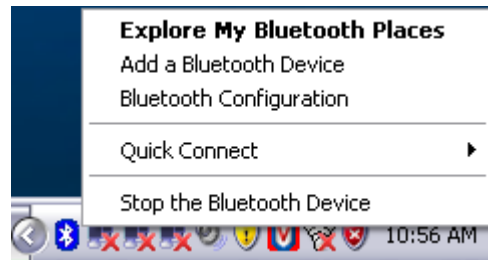 Explore My Bluetooth Places
Add a Bluetooth Device
Bluetooth Configuration
Quick Connect
Stop the Bluetooth Device
10:56 AM